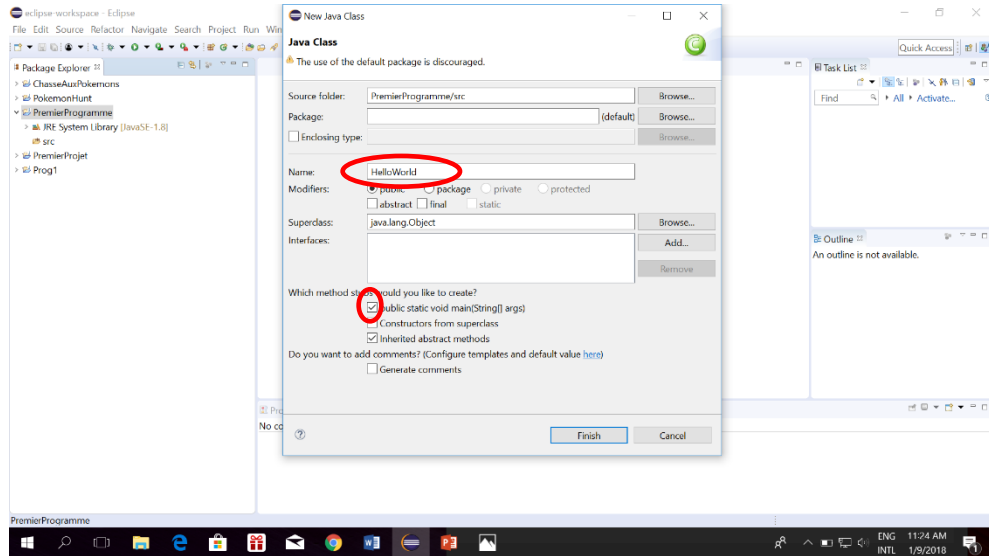 eclipse-workspace - Eclipse
File Edit Source Refactor Navigate Search Project Run Win
Quick Access
Package Explorer
ChasseAuxPokemons
PokemonHunt
PremierProgramme
JRE System Library [JavaSE-1.8]
src
PremierProjet
Prog1
New Java Class
Java Class
The use of the default package is discouraged.
Source folder: PremierProgramme/src Browse...
Package: (default) Browse...
Enclosing type: Browse...
Name: HelloWorld
Modifiers: public package private protected
abstract final static
Superclass: java.lang.Object Browse...
Interfaces: Add...
Remove
Which method stubs would you like to create?
public static void main(String[] args)
Constructors from superclass
Inherited abstract methods
Do you want to add comments? (Configure templates and default value here)
Generate comments
Finish Cancel
Task List
Find All Activate...
Outline
An outline is not available.
No co
PremierProgramme
ENG 11:24 AM
INTL 1/9/2018